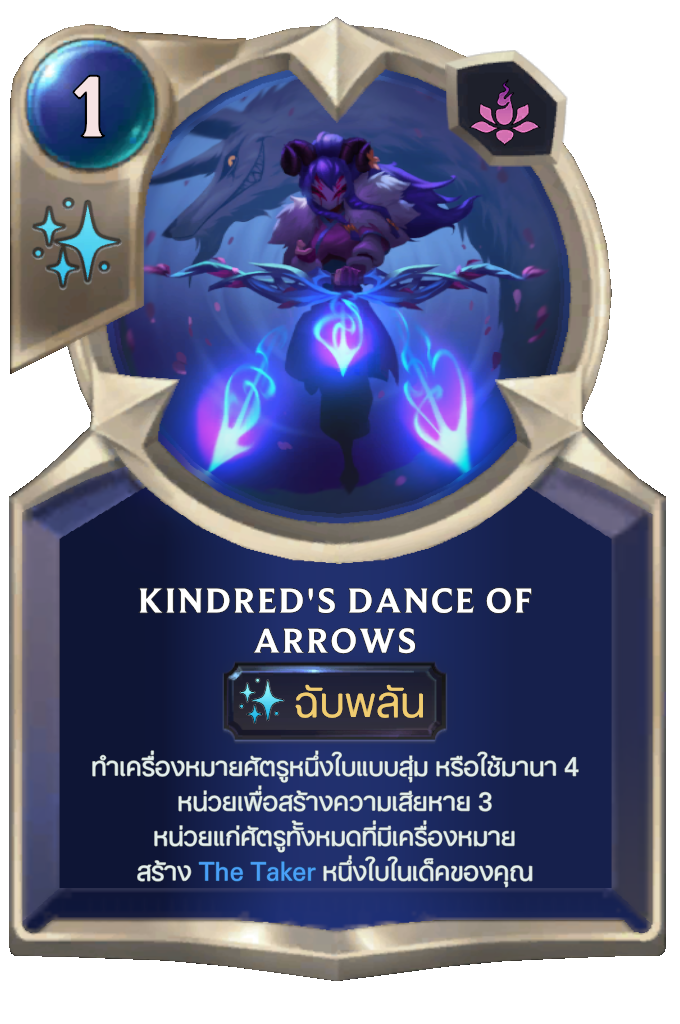 1
KINDRED'S DANCE OF
ARROWS
ฉับพลัน
ทำเครื่องหมายศัตรูหนึ่งใบแบบสุ่ม หรือใช้มานา 4
หน่วยเพื่อสร้างความเสียหาย 3
หน่วยแก่ศัตรูทั้งหมดที่มีเครื่องหมาย
สร้าง The Taker หนึ่งใบในเด็คของคุณ